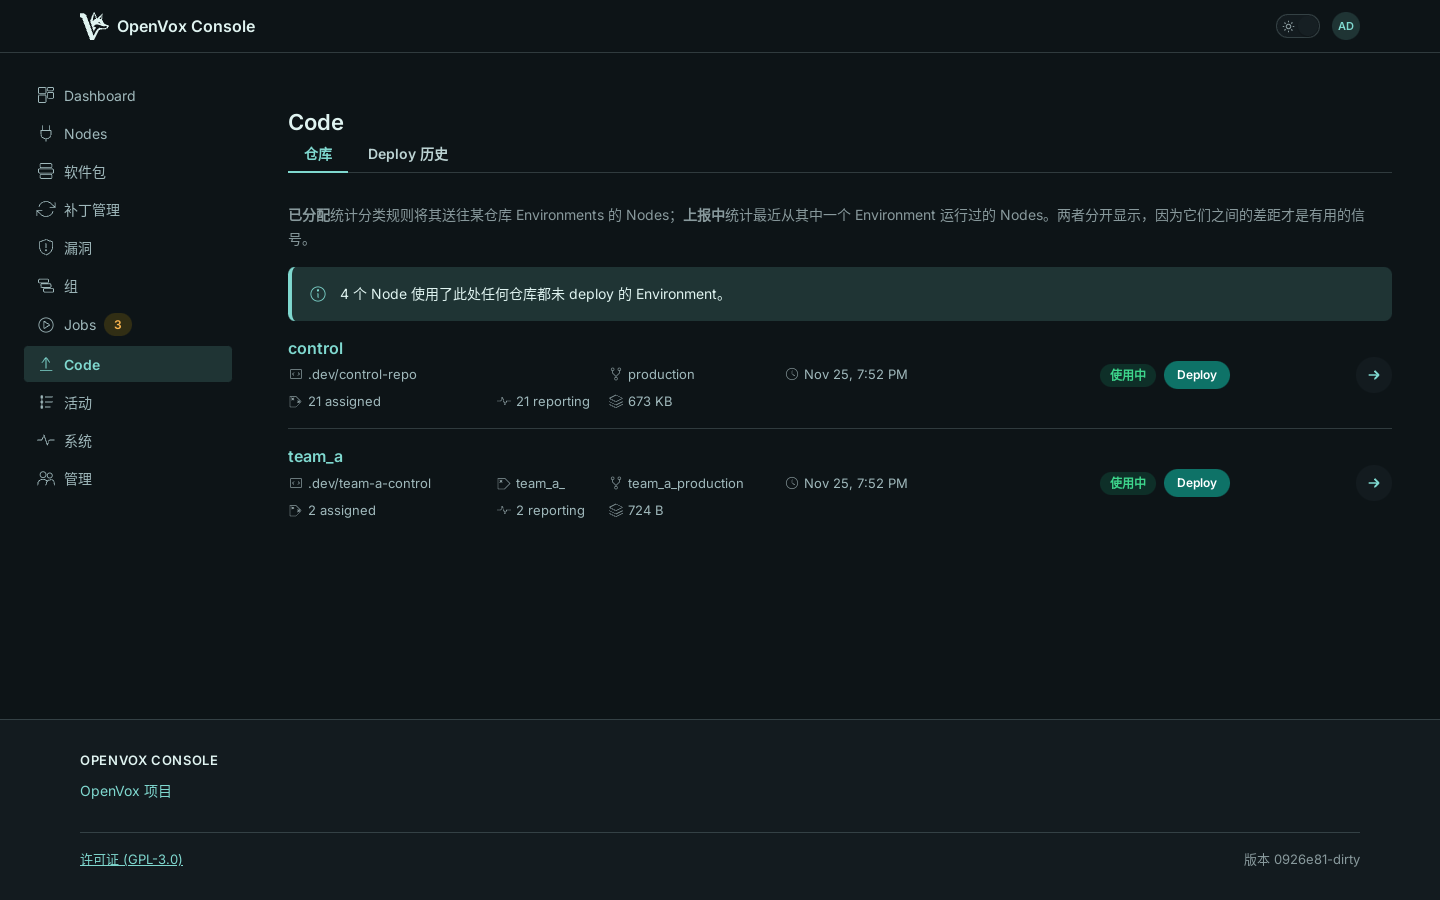 OpenVox Console
AD
Dashboard
Nodes
软件包
补丁管理
漏洞
组
Jobs 3
Code
活动
系统
管理
Code
仓库 Deploy 历史
已分配统计分类规则将其送往某仓库 Environments 的 Nodes；上报中统计最近从其中一个 Environment 运行过的 Nodes。两者分开显示，因为它们之间的差距才是有用的信
号。
4 个 Node 使用了此处任何仓库都未 deploy 的 Environment。
control
.dev/control-repo production Nov 25, 7:52 PM 使用中 Deploy
21 assigned 21 reporting 673 KB
team_a
.dev/team-a-control team_a_ team_a_production Nov 25, 7:52 PM 使用中 Deploy
2 assigned 2 reporting 724 B
OPENVOX CONSOLE
OpenVox 项目
许可证 (GPL-3.0) 版本 0926e81-dirty